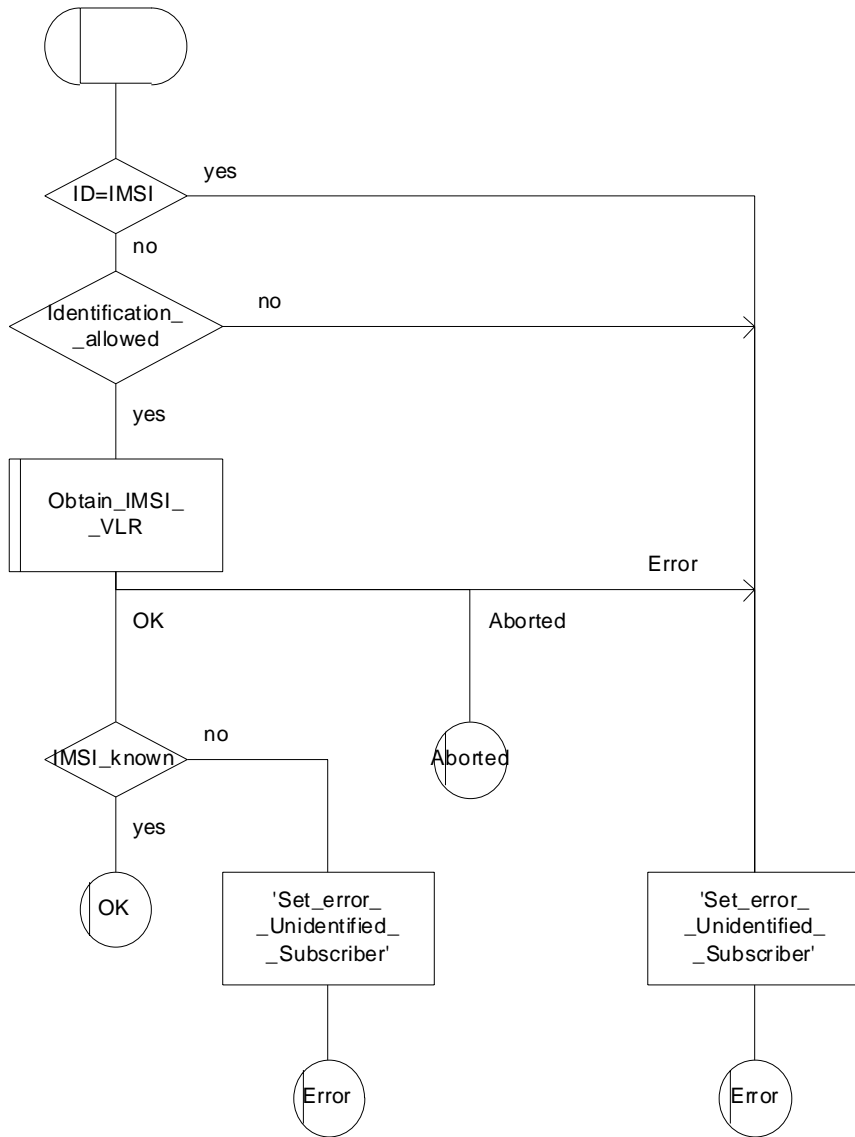 yes
ID=IMSI
no
Identification_
_allowed
no
yes
Obtain_IMSI_
_VLR
Error
OK
Aborted
IMSI_known
no
Aborted
yes
OK
'Set_error_
_Unidentified_
_Subscriber'
'Set_error_
_Unidentified_
_Subscriber'
Error
Error